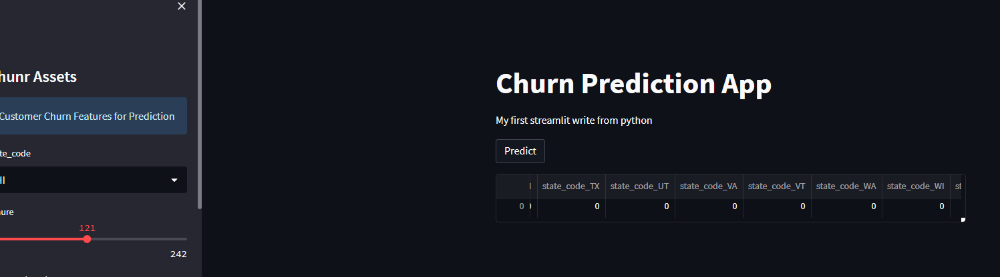 hunr Assets
Customer Churn Features for Prediction
te_code
HI
ure
121
242
Churn Prediction App
My first streamlit write from python
Predict
state_code_TX state_code_UT state_code_VA state_code_VT state_code_WA state_code_WI st
0 0 0 0 0 0 0